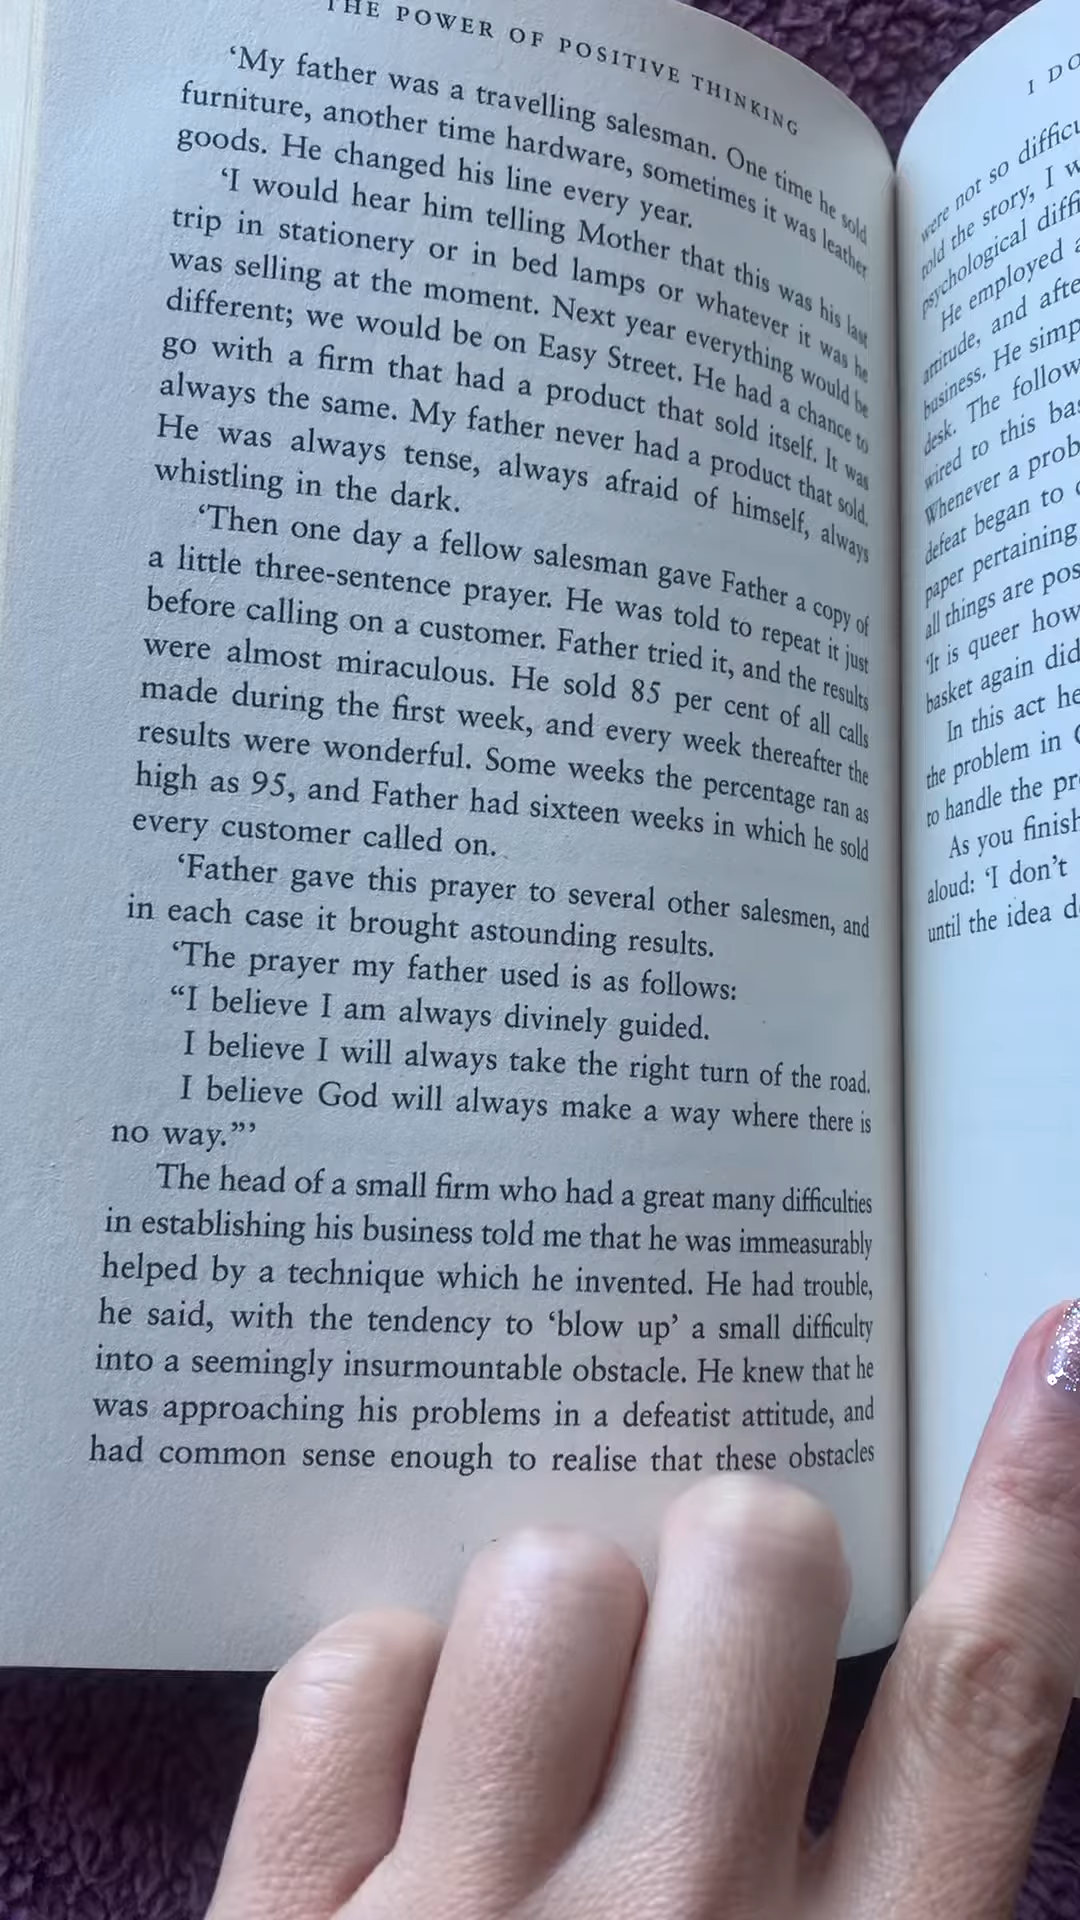 THE POWER OF POSITIVE THINKING
‘My father was a travelling salesman. One time he sold
furniture, another time hardware, sometimes it was leather
goods. He changed his line every year.
‘I would hear him telling Mother that this was his last
trip in stationery or in bed lamps or whatever it was he
was selling at the moment. Next year everything would be
different; we would be on Easy Street. He had a chance to
go with a firm that had a product that sold itself. It was
always the same. My father never had a product that sold.
He was always tense, always afraid of himself, always
whistling in the dark.
‘Then one day a fellow salesman gave Father a copy of
a little three-sentence prayer. He was told to repeat it just
before calling on a customer. Father tried it, and the results
were almost miraculous. He sold 85 per cent of all calls
made during the first week, and every week thereafter the
results were wonderful. Some weeks the percentage ran as
high as 95, and Father had sixteen weeks in which he sold
every customer called on.
‘Father gave this prayer to several other salesmen, and
in each case it brought astounding results.
‘The prayer my father used is as follows:
“I believe I am always divinely guided.
I believe I will always take the right turn of the road.
I believe God will always make a way where there is
no way.”’
The head of a small firm who had a great many difficulties
in establishing his business told me that he was immeasurably
helped by a technique which he invented. He had trouble,
he said, with the tendency to ‘blow up’ a small difficulty
into a seemingly insurmountable obstacle. He knew that he
was approaching his problems in a defeatist attitude, and
had common sense enough to realise that these obstacles
I DO
were not so
told the story, I
psychological
He employed
attitude, and
business. He
desk. The
wired to this
Whenever a
defeat began to
paper pertaining
all things are
‘It is queer how
basket again did
In this act he
the problem in
to handle the
As you finish
aloud: ‘I don’t
until the idea